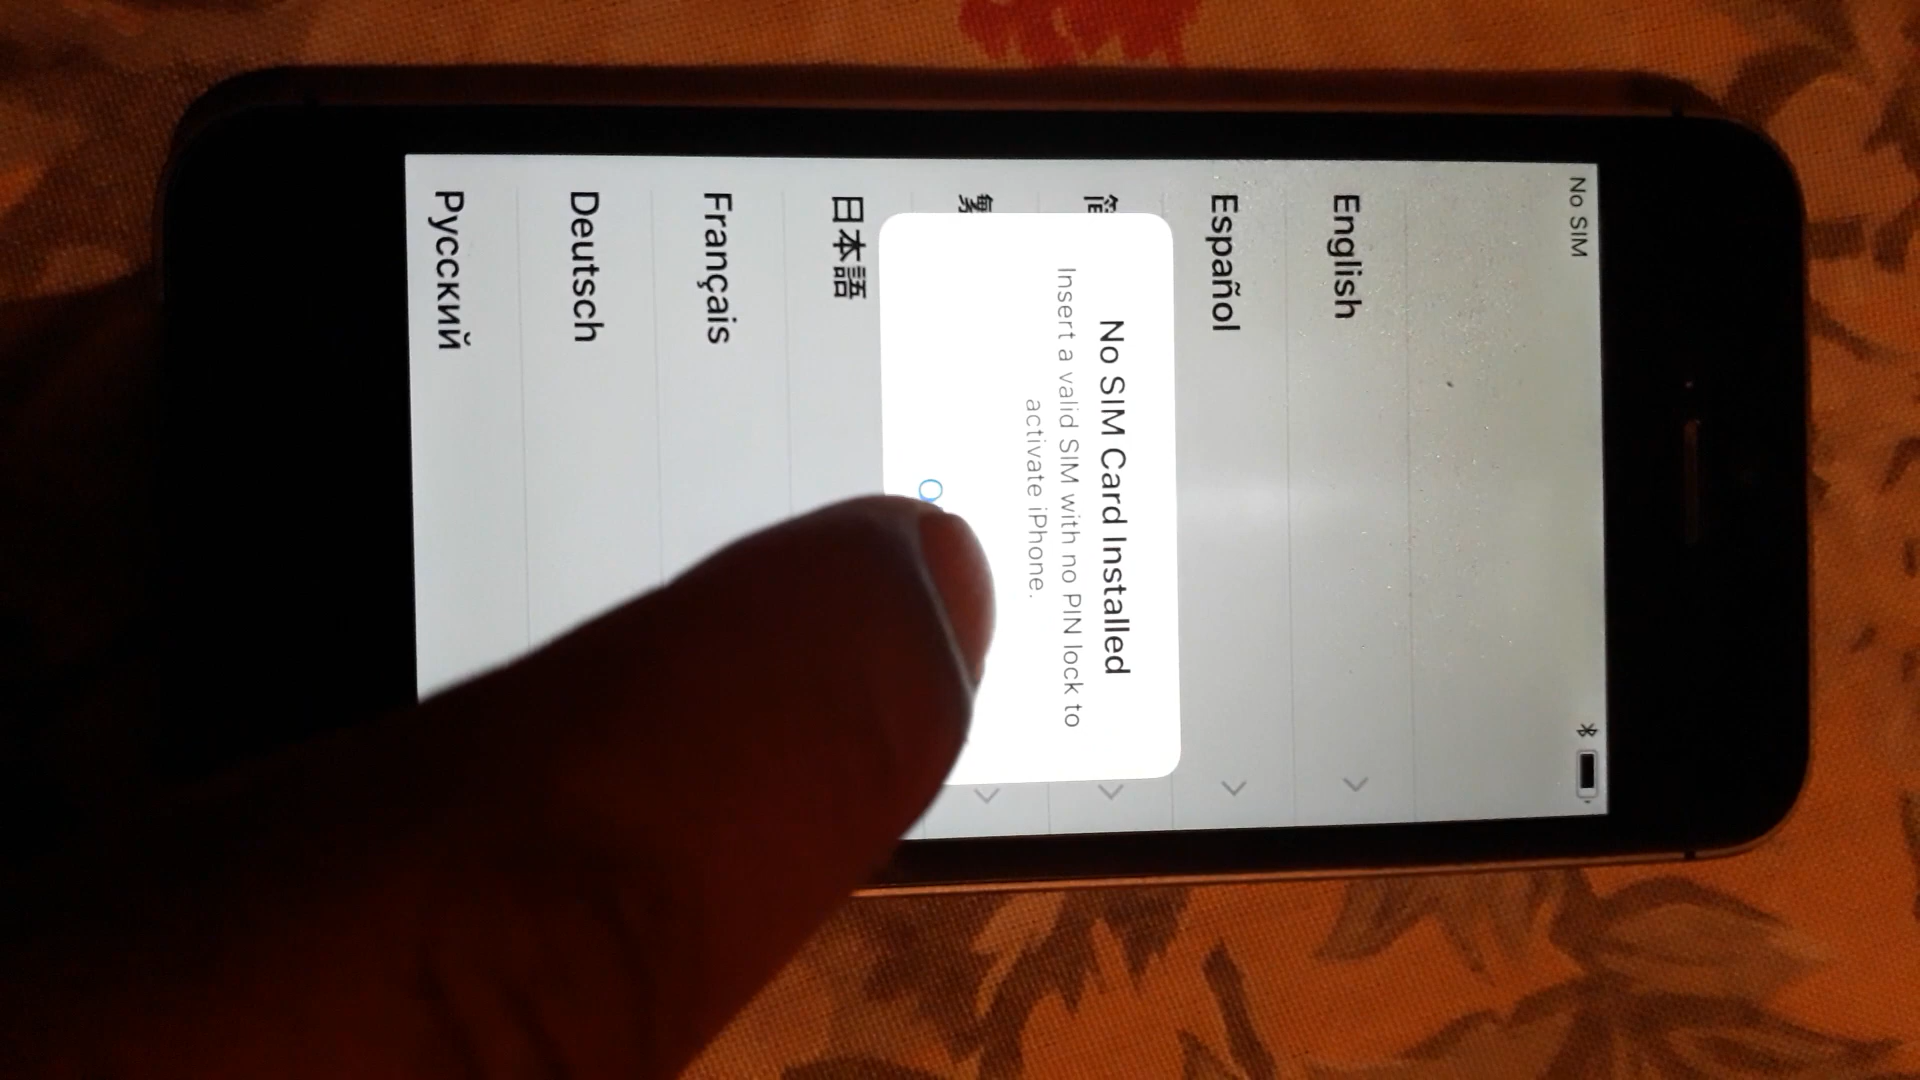 No SIM
English
Español
No SIM Card Installed
Insert a valid SIM with no PIN lock to
activate iPhone.
日本語
Français
Deutsch
Русский